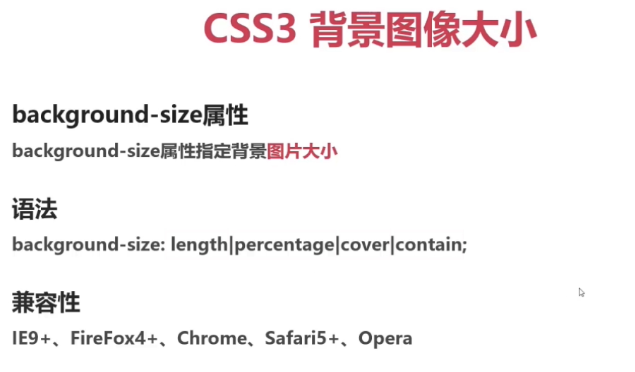 CSS3 背景图像大小
background-size属性
background-size属性指定背景图片大小
语法
background-size: length|percentage|cover|contain;
兼容性
IE9+、FireFox4+、Chrome、Safari5+、Opera